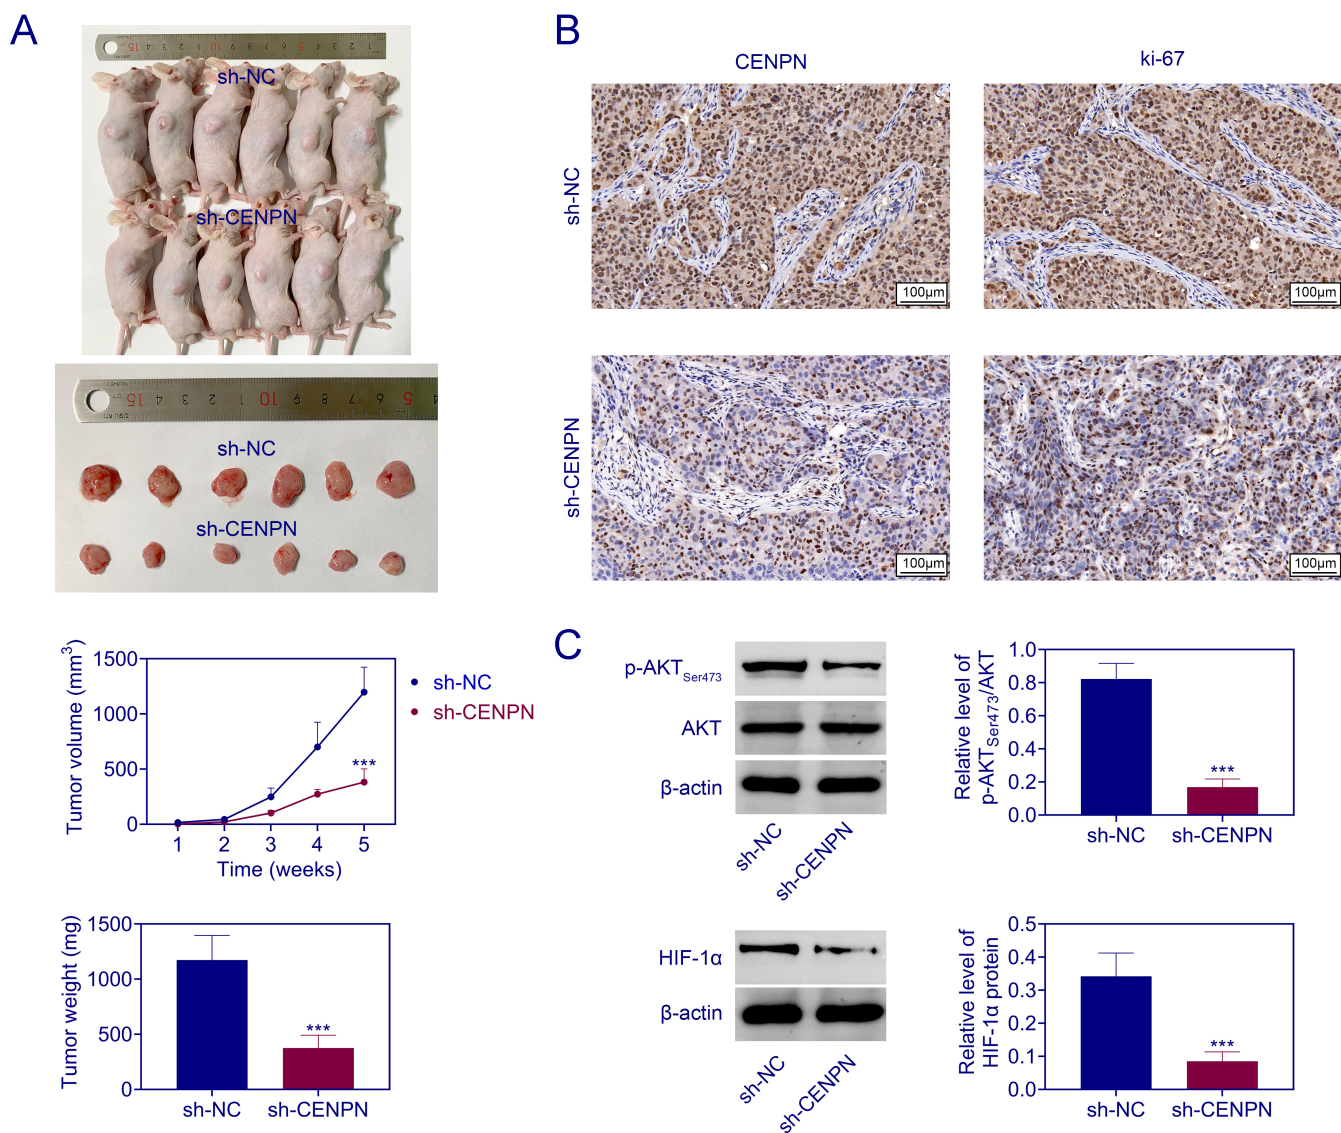 A
sh-NC
sh-CENPN
15 10 5
sh-NC
sh-CENPN
Tumor volume (mm³)
1500
1000
500
0
***
1 2 3 4 5
Time (weeks)
sh-NC
sh-CENPN
Tumor weight (mg)
1500
1000
500
0
***
sh-NC sh-CENPN
B
CENPN ki-67
sh-NC
100μm 100μm
sh-CENPN
100μm 100μm
C
p-AKTSer473
AKT
β-actin
sh-NC
sh-CENPN
Relative level of
p-AKTSer473/AKT
1.0
0.8
0.6
0.4
0.2
0.0
***
sh-NC sh-CENPN
HIF-1α
β-actin
sh-NC
sh-CENPN
Relative level of
HIF-1α protein
0.5
0.4
0.3
0.2
0.1
0.0
***
sh-NC sh-CENPN